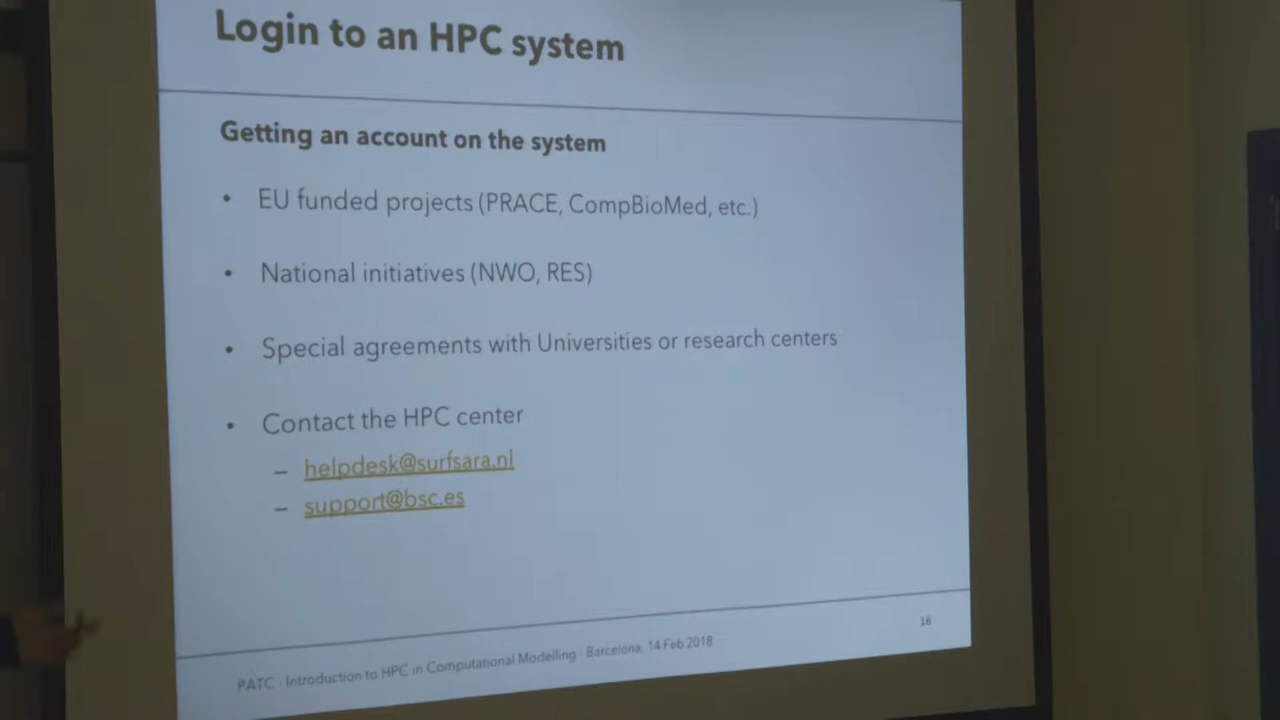 Login to an HPC system
Getting an account on the system
• EU funded projects (PRACE, CompBioMed, etc.)
• National initiatives (NWO, RES)
• Special agreements with Universities or research centers
• Contact the HPC center
– helpdesk@surfsara.nl
– support@bsc.es
16
PATC - Introduction to HPC in Computational Modelling - Barcelona, 14 Feb 2018